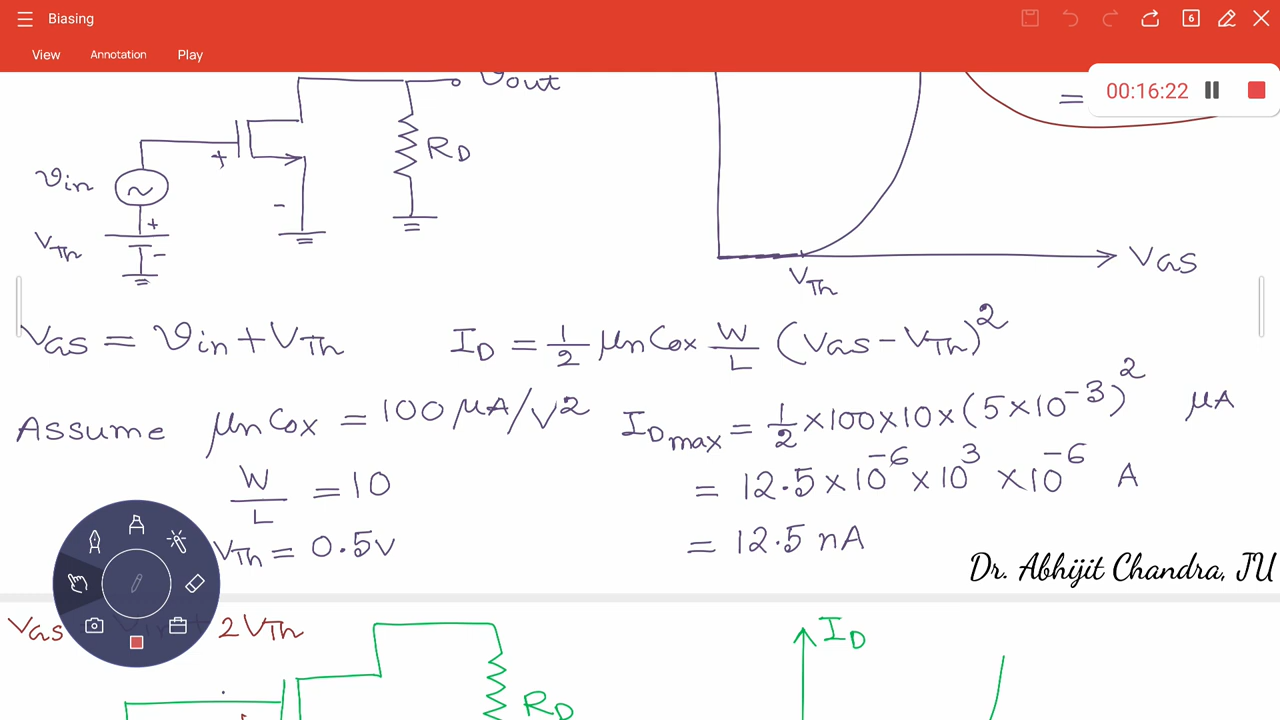 Biasing
View Annotation Play
00:16:22
6
Vout
=
RD
Vin
+
-
+
VTh
-
VGS
VTh
VGS = Vin + VTh
ID = 1/2 μnCox W/L (VGS - VTh)²
Assume μnCox = 100 μA/V²
IDmax = 1/2 × 100 × 10 × (5 × 10⁻³)² μA
W/L = 10
= 12.5 × 10⁻⁶ × 10³ × 10⁻⁶ A
VTh = 0.5V
= 12.5 nA
Dr. Abhijit Chandra, JU
VGS 2VTh
ID
RD